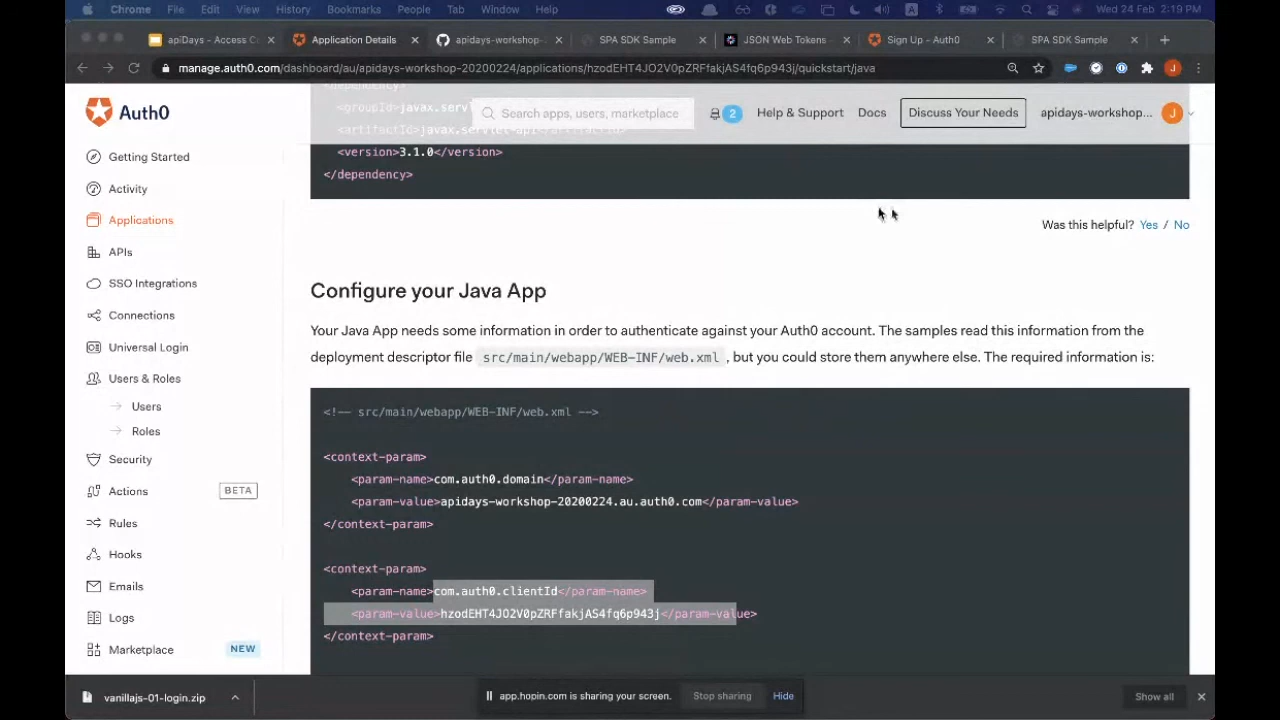 Chrome File Edit View History Bookmarks People Tab Window Help Wed 24 Feb 2:19 PM
apiDays - Access C Application Details apidays-workshop- SPA SDK Sample JSON Web Tokens - Sign Up - Auth0 SPA SDK Sample
manage.auth0.com/dashboard/au/apidays-workshop-20200224/applications/hzodEHT4JO2V0pZRFfakjAS4fq6p943j/quickstart/java
Auth0
Search apps, users, marketplace
2
Help & Support
Docs
Discuss Your Needs
apidays-workshop...
J
Getting Started
Activity
Applications
APIs
SSO Integrations
Connections
Universal Login
Users & Roles
Users
Roles
Security
Actions BETA
Rules
Hooks
Emails
Logs
Marketplace NEW
</dependency>
<groupId>javax.serv
<artifactId>javax.servlet-api</artifactId>
<version>3.1.0</version>
</dependency>
Was this helpful? Yes / No
Configure your Java App
Your Java App needs some information in order to authenticate against your Auth0 account. The samples read this information from the
deployment descriptor file src/main/webapp/WEB-INF/web.xml , but you could store them anywhere else. The required information is:
<!-- src/main/webapp/WEB-INF/web.xml -->
<context-param>
<param-name>com.auth0.domain</param-name>
<param-value>apidays-workshop-20200224.au.auth0.com</param-value>
</context-param>
<context-param>
<param-name>com.auth0.clientId</param-name>
<param-value>hzodEHT4JO2V0pZRFfakjAS4fq6p943j</param-value>
</context-param>
vanillajs-01-login.zip
app.hopin.com is sharing your screen. Stop sharing Hide
Show all